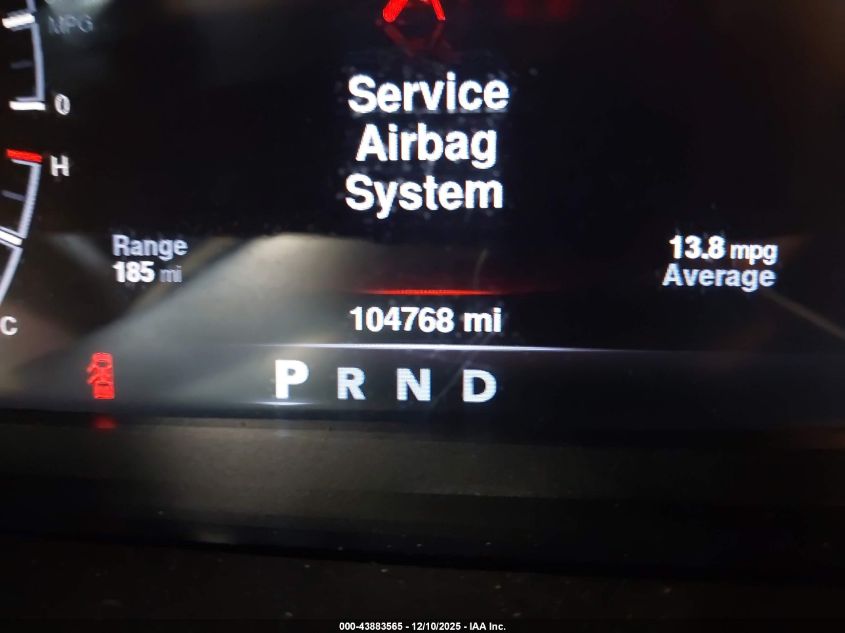 MPG
0
H
Service
Airbag
System
Range
185 mi
13.8 mpg
Average
104768 mi
C
P R N D
000-43883565 - 12/10/2025 - IAA Inc.